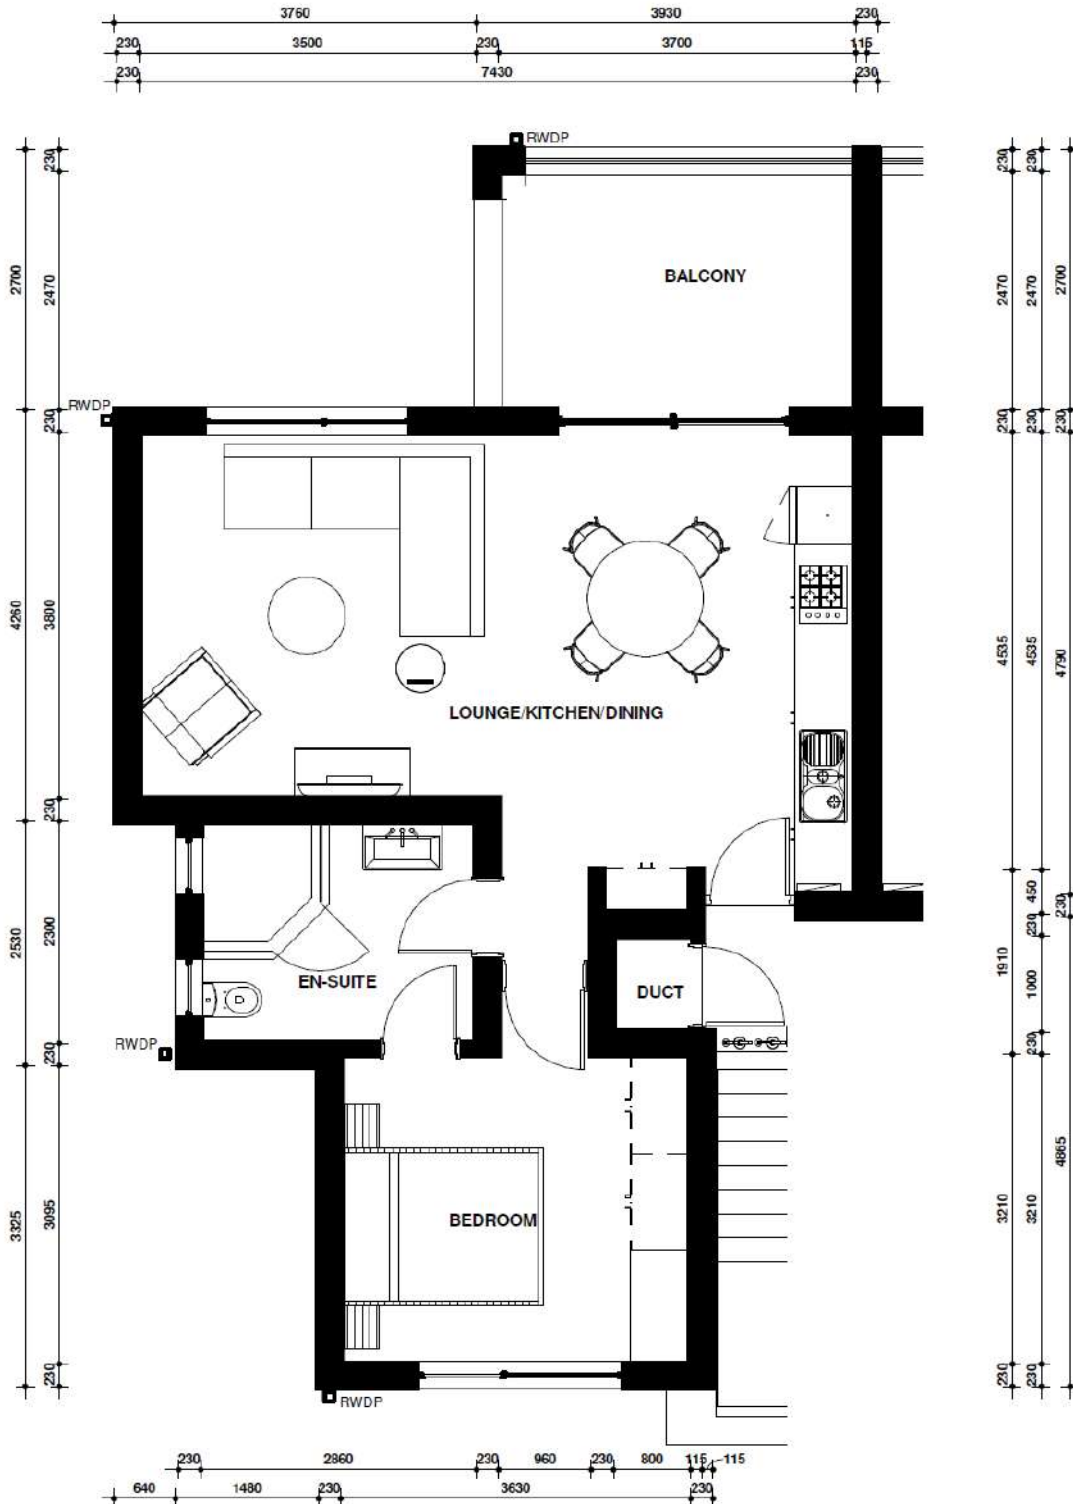 3760 3930 230
230 3500 230 3700 115
230 7430 230
RWDP
230 230 230
2700 2470 2470 2470 2700
BALCONY
RWDP
230 230 230 230
4260 3800 4535 4535 4790
LOUNGE/KITCHEN/DINING
230
450
230
230
2530 2300 1910 1000
EN-SUITE
DUCT
RWDP
230 230
4865
3325 3095 3210 3210
BEDROOM
230 230 230
RWDP
230 2860 230 960 230 800 115 115
640 1480 230 3630 230